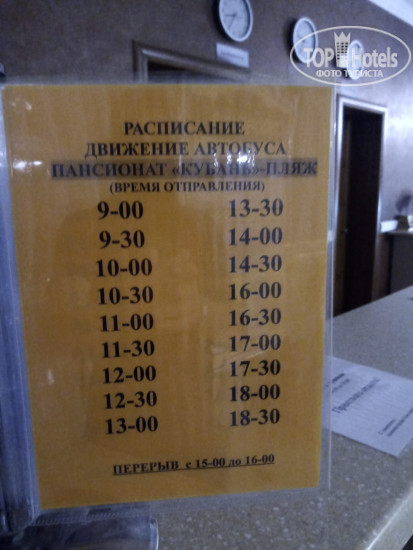 TOPHotels
ФОТО ТУРИСТА
РАСПИСАНИЕ
ДВИЖЕНИЕ АВТОБУСА
ПАНСИОНАТ «КУБАНЬ»-ПЛЯЖ
(ВРЕМЯ ОТПРАВЛЕНИЯ)
9-00 13-30
9-30 14-00
10-00 14-30
10-30 16-00
11-00 16-30
11-30 17-00
12-00 17-30
12-30 18-00
13-00 18-30
ПЕРЕРЫВ с 15-00 до 16-00